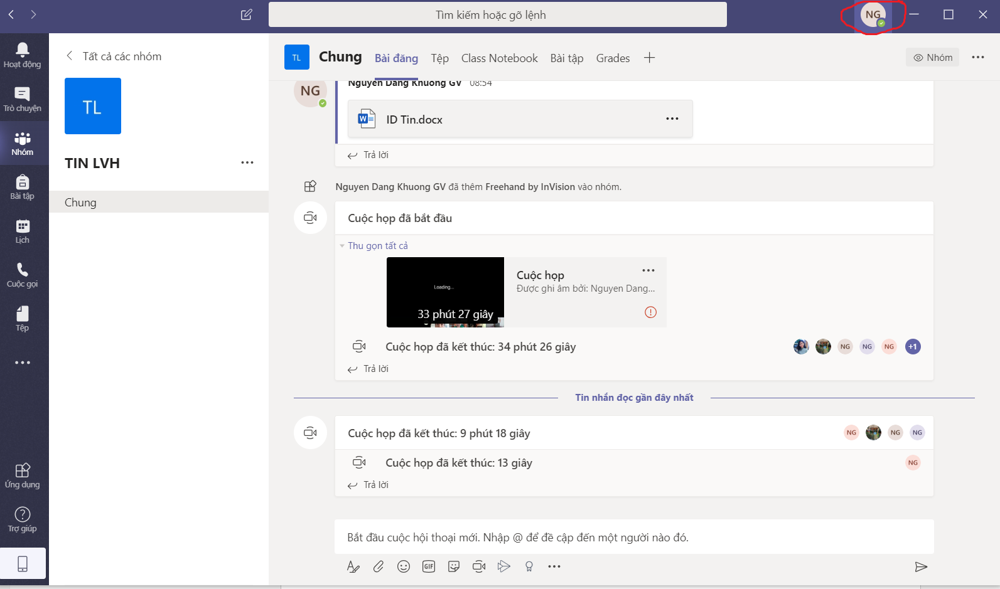 Tìm kiếm hoặc gõ lệnh
NG
Hoạt động
Trò chuyện
Nhóm
Bài tập
Lịch
Cuộc gọi
Tệp
Ứng dụng
Trợ giúp
Tất cả các nhóm
TL
TIN LVH
Chung
TL Chung Bài đăng Tệp Class Notebook Bài tập Grades Nhóm
NG Nguyen Dang Khuong GV 08:54
ID Tin.docx
Trả lời
Nguyen Dang Khuong GV đã thêm Freehand by InVision vào nhóm.
Cuộc họp đã bắt đầu
Thu gọn tất cả
Loading...
33 phút 27 giây
Cuộc họp
Được ghi âm bởi: Nguyen Dang...
Cuộc họp đã kết thúc: 34 phút 26 giây NG NG NG +1
Trả lời
Tin nhắn đọc gần đây nhất
Cuộc họp đã kết thúc: 9 phút 18 giây NG NG NG
Cuộc họp đã kết thúc: 13 giây NG
Trả lời
Bắt đầu cuộc hội thoại mới. Nhập @ để đề cập đến một người nào đó.
GIF